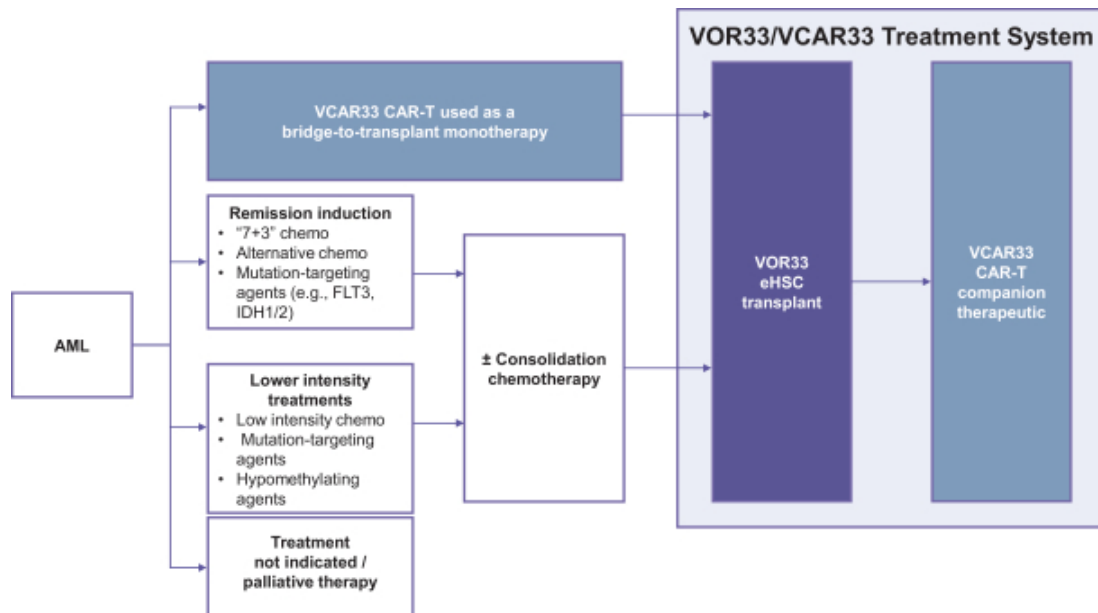 VOR33/VCAR33 Treatment System
VCAR33 CAR-T used as a
bridge-to-transplant monotherapy
Remission induction
• "7+3" chemo
• Alternative chemo
• Mutation-targeting
agents (e.g., FLT3,
IDH1/2)
AML
Lower intensity
treatments
• Low intensity chemo
• Mutation-targeting
agents
• Hypomethylating
agents
Treatment
not indicated /
palliative therapy
± Consolidation
chemotherapy
VOR33
eHSC
transplant
VCAR33
CAR-T
companion
therapeutic